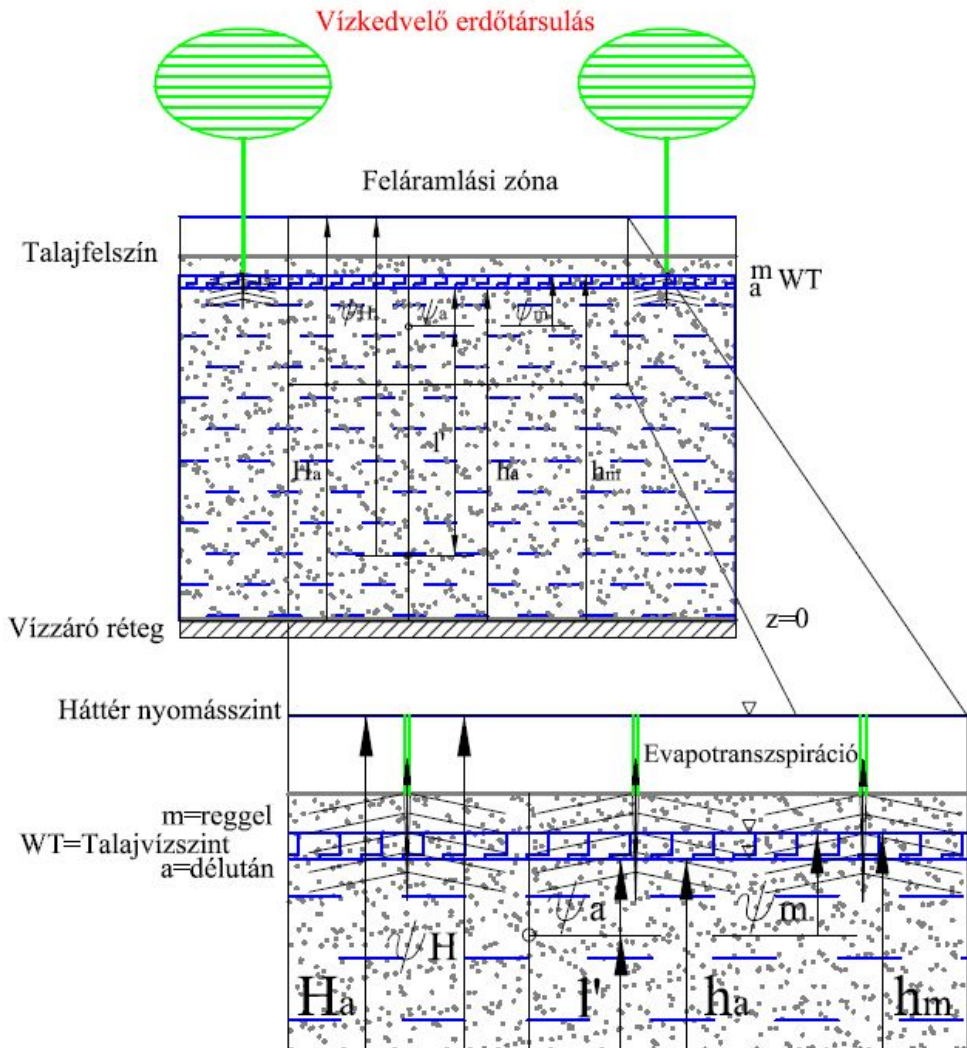 Vízkedvelő erdőtársulás
Feláramlási zóna
Talajfelszín
m
a WT
ψH ψa ψm
l'
Ha ha hm
z=0
Vízzáró réteg
Háttér nyomásszint
Evapotranszspiráció
m=reggel
WT=Talajvízszint
a=délután
ψa ψm
ψH
Ha l' ha hm